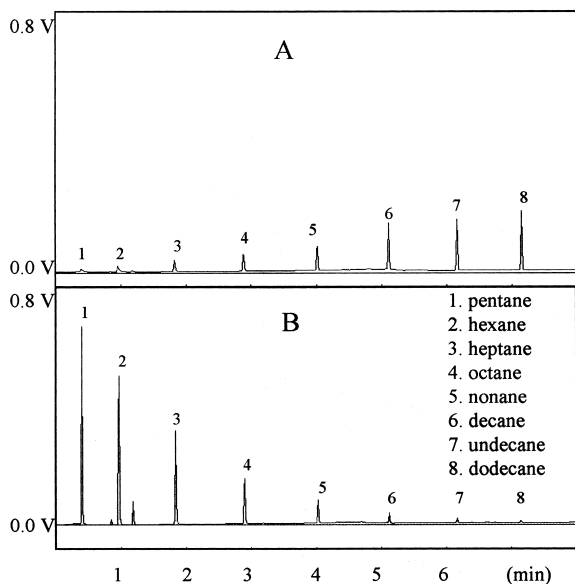 0.8 V
A
1 2 3 4 5 6 7 8
0.0 V
0.8 V
B
1 2 3 4 5 6 7 8
1. pentane
2. hexane
3. heptane
4. octane
5. nonane
6. decane
7. undecane
8. dodecane
0.0 V
1 2 3 4 5 6 (min)